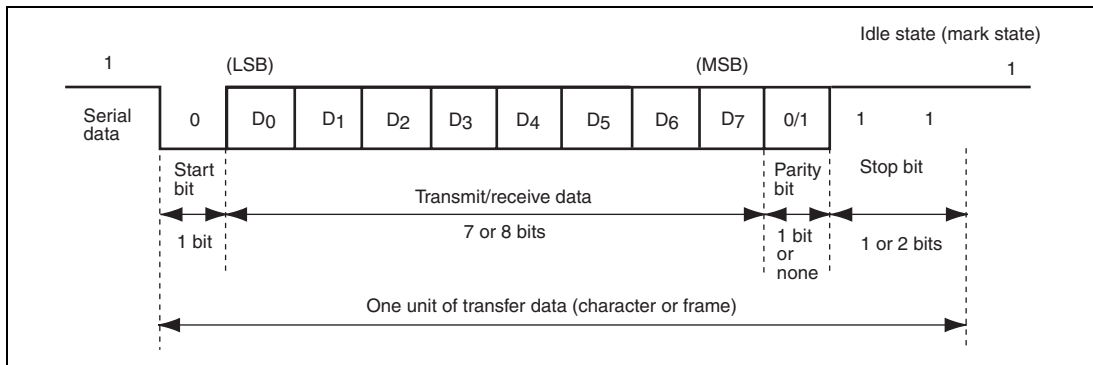 Idle state (mark state)
1 (LSB) (MSB) 1
Serial data 0 D0 D1 D2 D3 D4 D5 D6 D7 0/1 1 1
Start bit
Parity bit
Stop bit
Transmit/receive data
1 bit
7 or 8 bits
1 bit or none
1 or 2 bits
One unit of transfer data (character or frame)